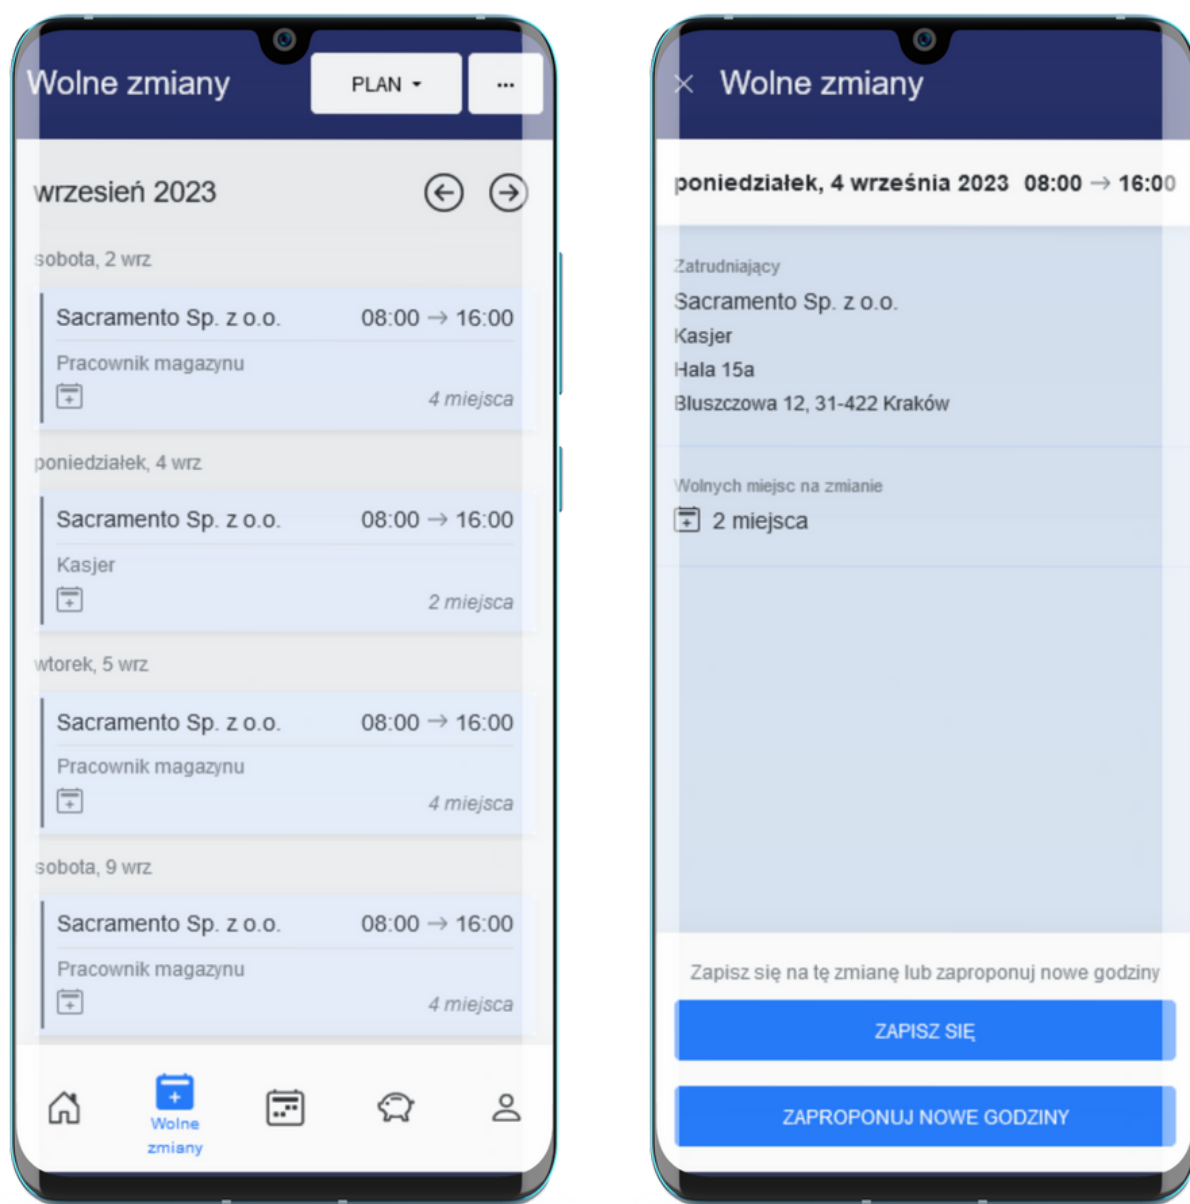 Wolne zmiany
PLAN
...
wrzesień 2023
sobota, 2 wrz
Sacramento Sp. z o.o. 08:00 → 16:00
Pracownik magazynu
4 miejsca
poniedziałek, 4 wrz
Sacramento Sp. z o.o. 08:00 → 16:00
Kasjer
2 miejsca
wtorek, 5 wrz
Sacramento Sp. z o.o. 08:00 → 16:00
Pracownik magazynu
4 miejsca
sobota, 9 wrz
Sacramento Sp. z o.o. 08:00 → 16:00
Pracownik magazynu
4 miejsca
Wolne
zmiany
Wolne zmiany
poniedziałek, 4 września 2023 08:00 → 16:00
Zatrudniający
Sacramento Sp. z o.o.
Kasjer
Hala 15a
Bluszczowa 12, 31-422 Kraków
Wolnych miejsc na zmianie
2 miejsca
Zapisz się na tę zmianę lub zaproponuj nowe godziny
ZAPISZ SIĘ
ZAPROPONUJ NOWE GODZINY